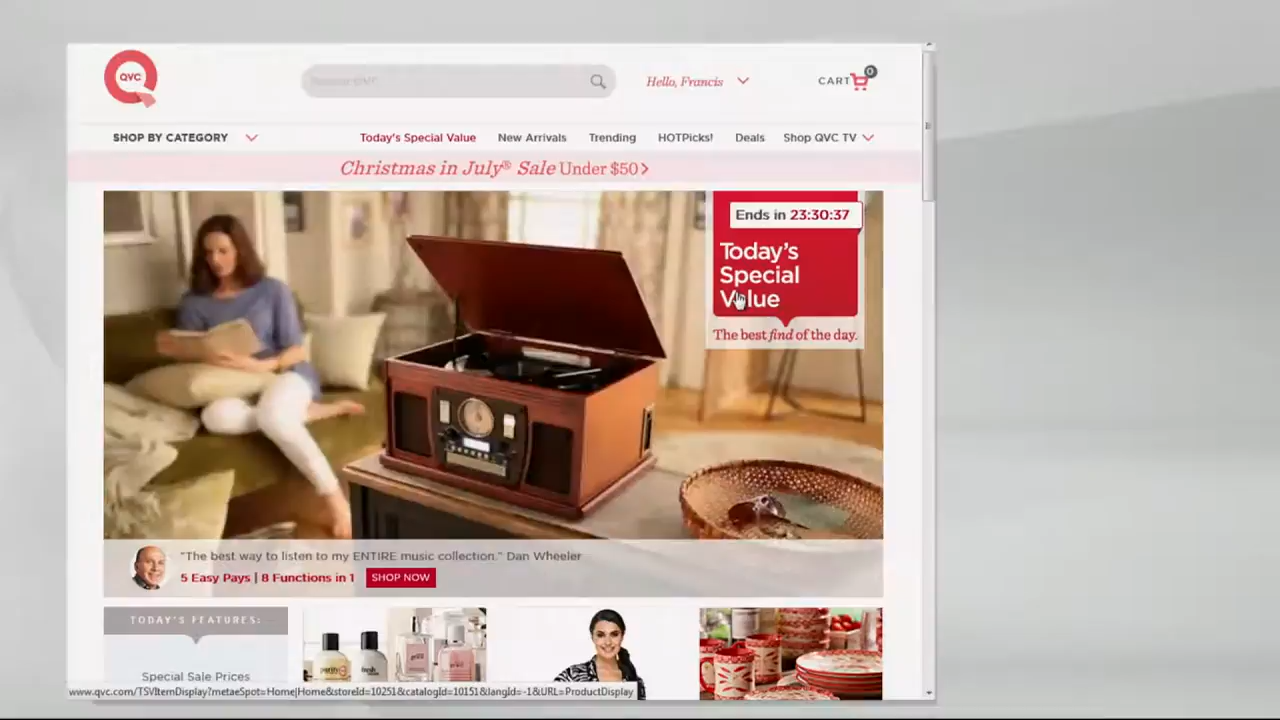 QVC
Search QVC
Hello, Francis
CART
0
SHOP BY CATEGORY
Today's Special Value
New Arrivals
Trending
HOTPicks!
Deals
Shop QVC TV
Christmas in July® Sale Under $50
Ends in 23:30:37
Today's
Special
Value
The best find of the day.
"The best way to listen to my ENTIRE music collection." Dan Wheeler
5 Easy Pays | 8 Functions in 1
SHOP NOW
TODAY'S FEATURES:
Special Sale Prices
www.qvc.com/TSVItemDisplay?metaeSpot=Home|Home&storeId=10251&catalogId=10151&langId=-1&URL=ProductDisplay